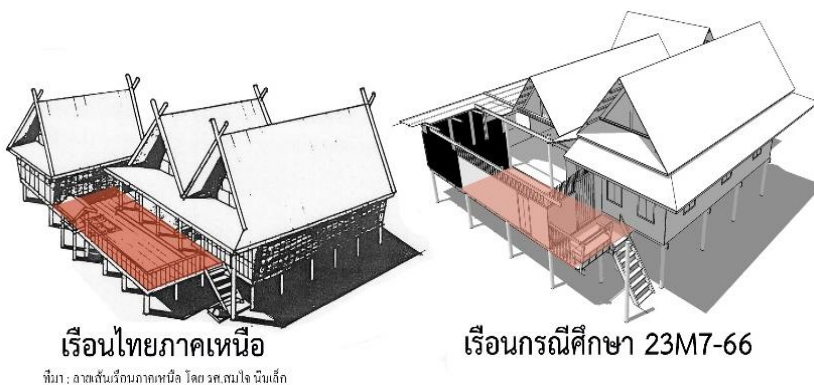 เรือนไทยภาคเหนือ
เรือนกรณีศึกษา 23M7-66
ที่มา : ลายเส้นเรือนภาคเหนือ โดย รศ.สมใจ นิ่มเล็ก